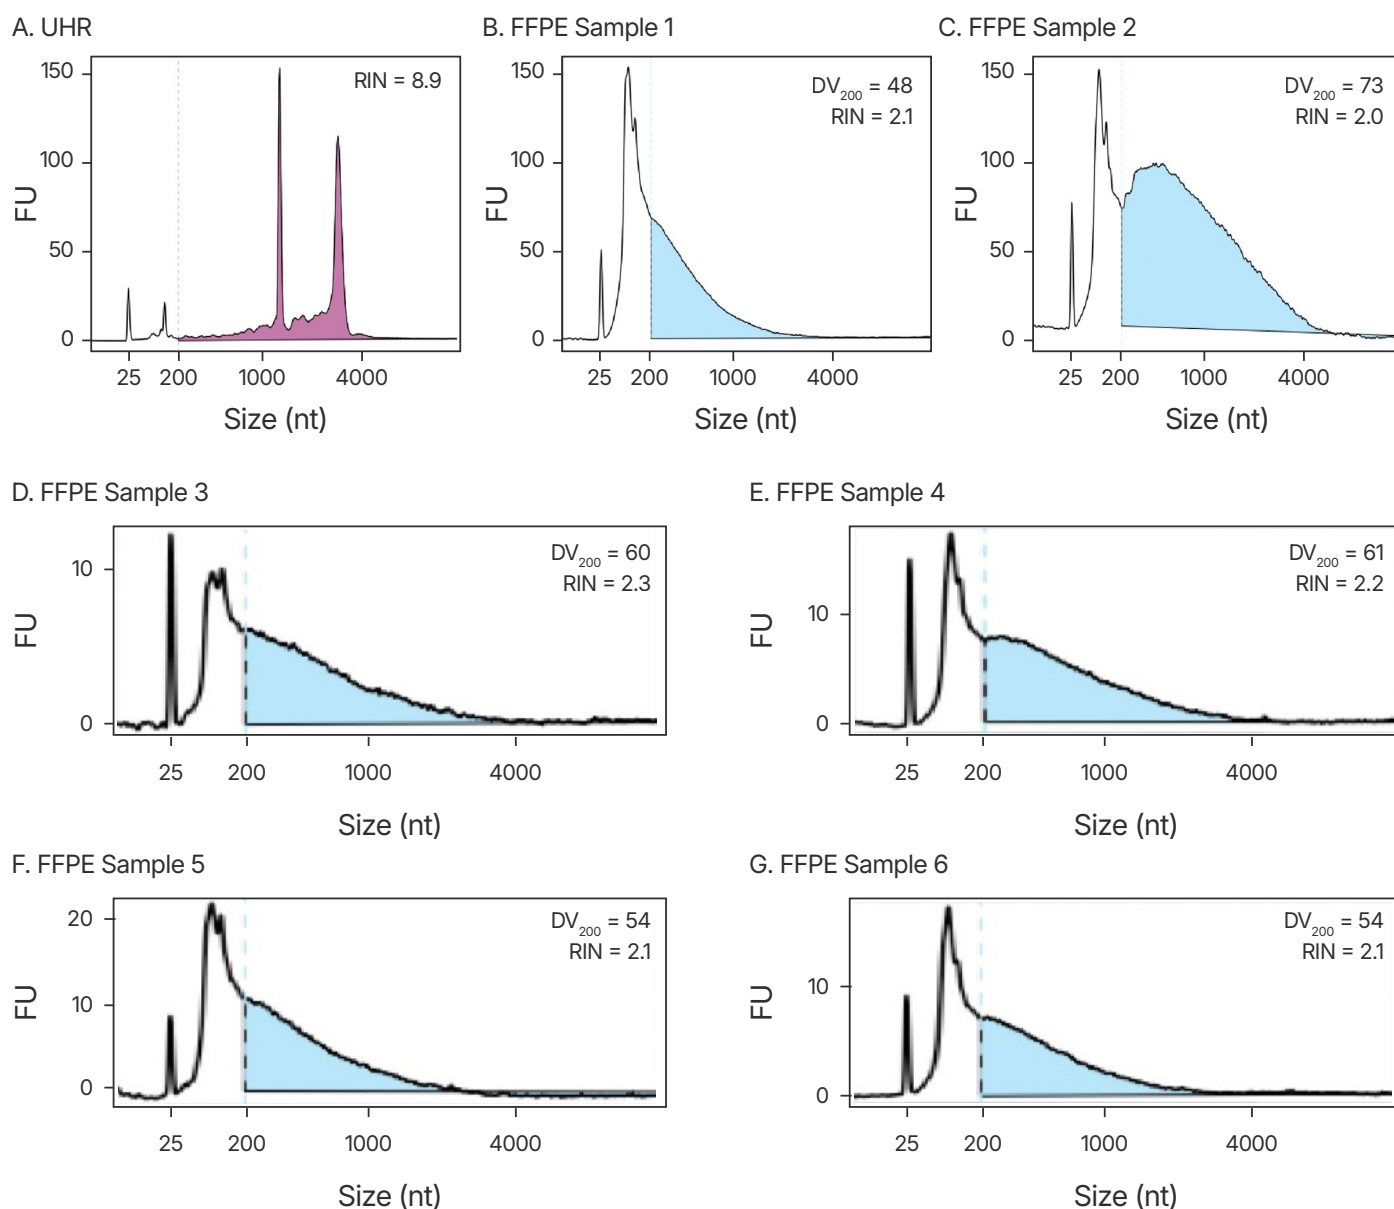 A. UHR
150
100
50
0
FU
RIN = 8.9
25 200 1000 4000
Size (nt)
B. FFPE Sample 1
150
100
50
0
FU
DV200 = 48
RIN = 2.1
25 200 1000 4000
Size (nt)
C. FFPE Sample 2
150
100
50
0
FU
DV200 = 73
RIN = 2.0
25 200 1000 4000
Size (nt)
D. FFPE Sample 3
10
0
FU
DV200 = 60
RIN = 2.3
25 200 1000 4000
Size (nt)
E. FFPE Sample 4
10
0
FU
DV200 = 61
RIN = 2.2
25 200 1000 4000
Size (nt)
F. FFPE Sample 5
20
10
0
FU
DV200 = 54
RIN = 2.1
25 200 1000 4000
Size (nt)
G. FFPE Sample 6
10
0
FU
DV200 = 54
RIN = 2.1
25 200 1000 4000
Size (nt)